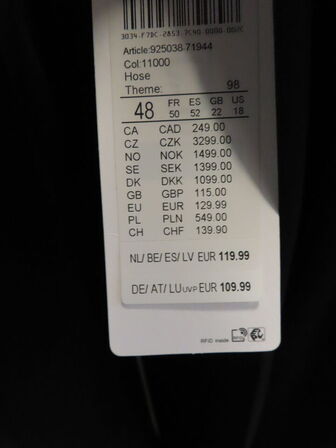 3034-F7DC-2853-7C40-0000-007C
Article:925038 71944
Col:11000
Hose
Theme: 98
48 FR 50 ES 52 GB 22 US 18
CA CAD 249.00
CZ CZK 3299.00
NO NOK 1499.00
SE SEK 1399.00
DK DKK 1099.00
GB GBP 115.00
EU EUR 129.99
PL PLN 549.00
CH CHF 139.90
NL/ BE/ ES/ LV EUR 119.99
DE/ AT/ LU UVP EUR 109.99
RFID inside